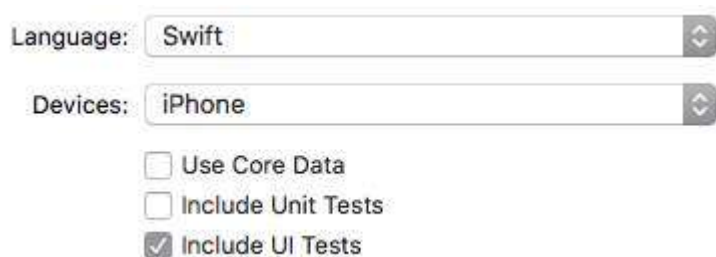 Language: Swift
Devices: iPhone
Use Core Data
Include Unit Tests
Include UI Tests